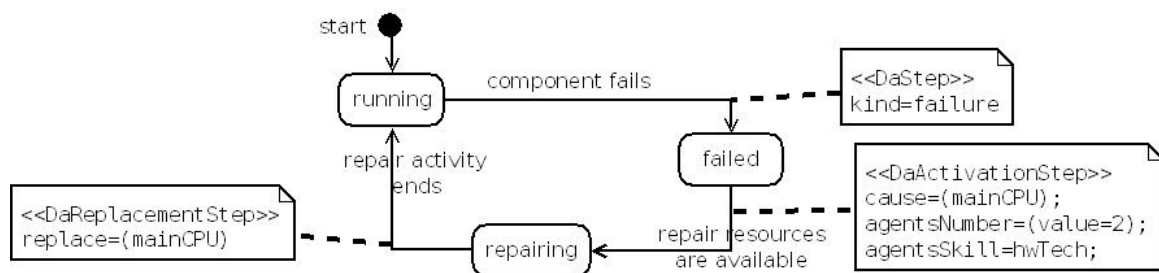 start
running
component fails
<<DaStep>>
kind=failure
failed
repair activity
ends
<<DaActivationStep>>
cause=(mainCPU);
agentsNumber=(value=2);
agentsSkill=hwTech;
<<DaReplacementStep>>
replace=(mainCPU)
repairing
repair resources
are available